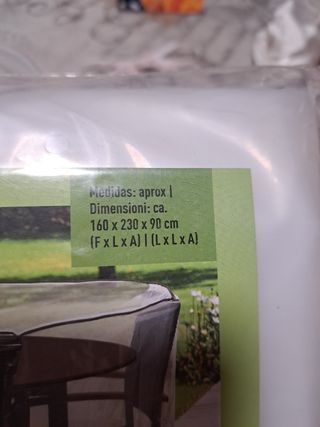 Medidas: aprox |
Dimensioni: ca.
160 x 230 x 90 cm
(F x L x A) | (L x L x A)